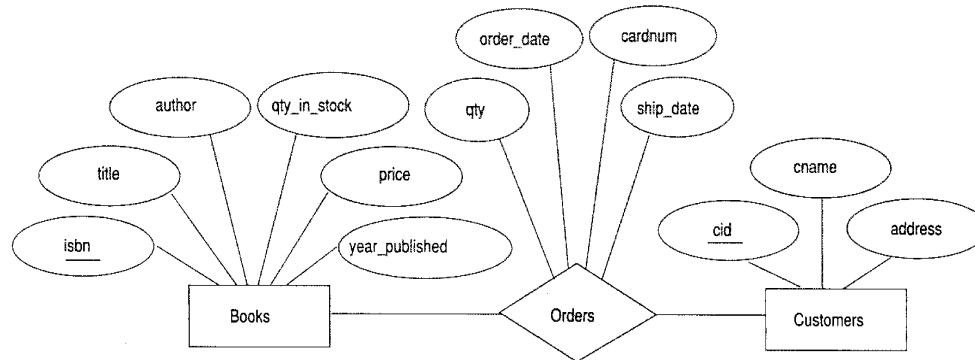 order_date
cardnum
author
qty_in_stock
qty
ship_date
title
price
cname
isbn
year_published
cid
address
Books
Orders
Customers